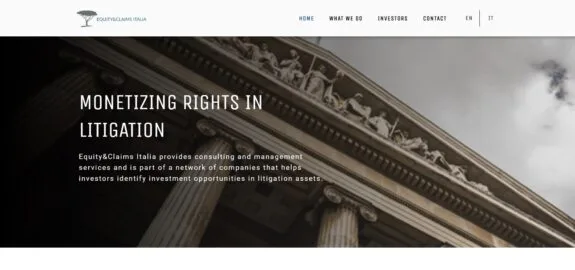 EQUITY&CLAIMS ITALIA
HOME WHAT WE DO INVESTORS CONTACT EN IT
MONETIZING RIGHTS IN
LITIGATION
Equity&Claims Italia provides consulting and management
services and is part of a network of companies that helps
investors identify investment opportunities in litigation assets.